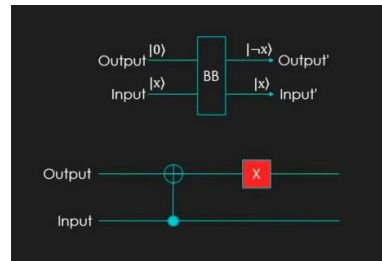 |0⟩ |¬x⟩
Output Output'
BB
|x⟩ |x⟩
Input Input'
Output X
Input